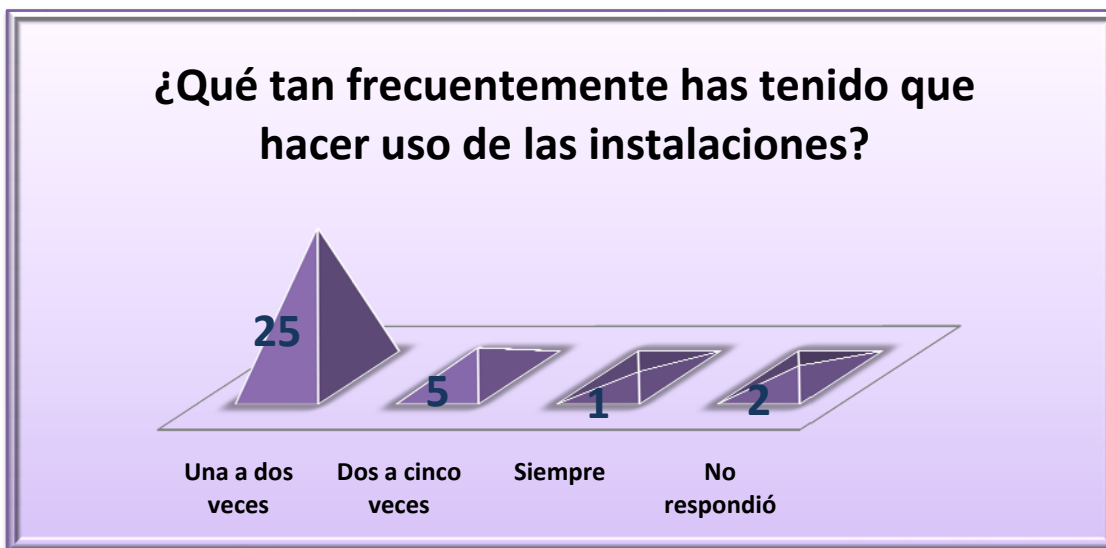 ¿Qué tan frecuentemente has tenido que
hacer uso de las instalaciones?
25
5
1
2
Una a dos
veces
Dos a cinco
veces
Siempre
No
respondió